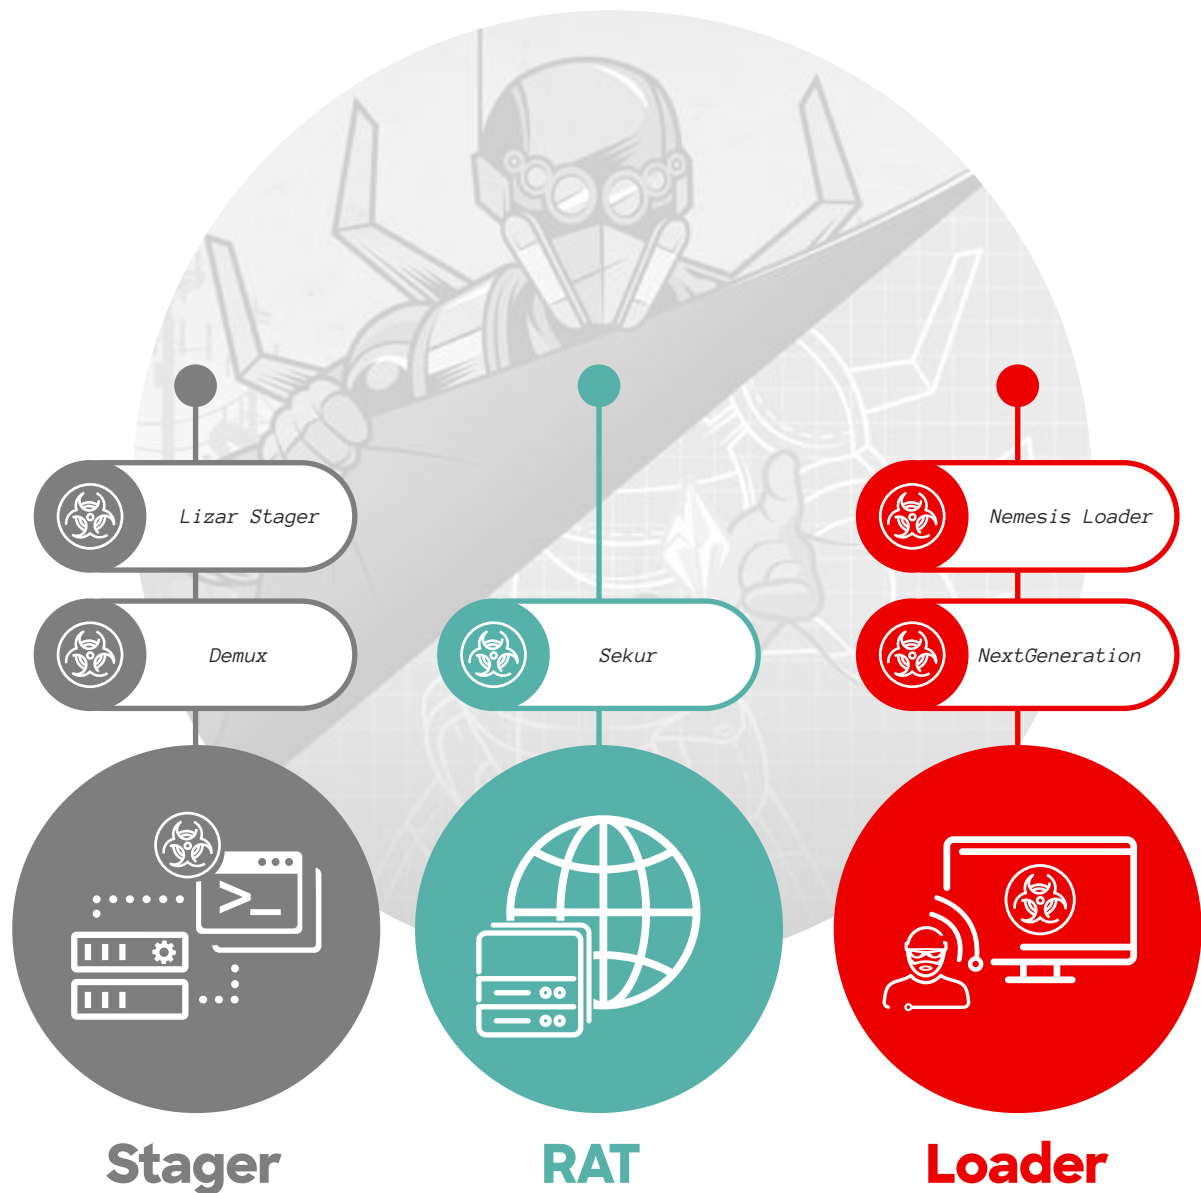 Lizar Stager
Nemesis Loader
Demux
Sekur
NextGeneration
>_
Stager
RAT
Loader